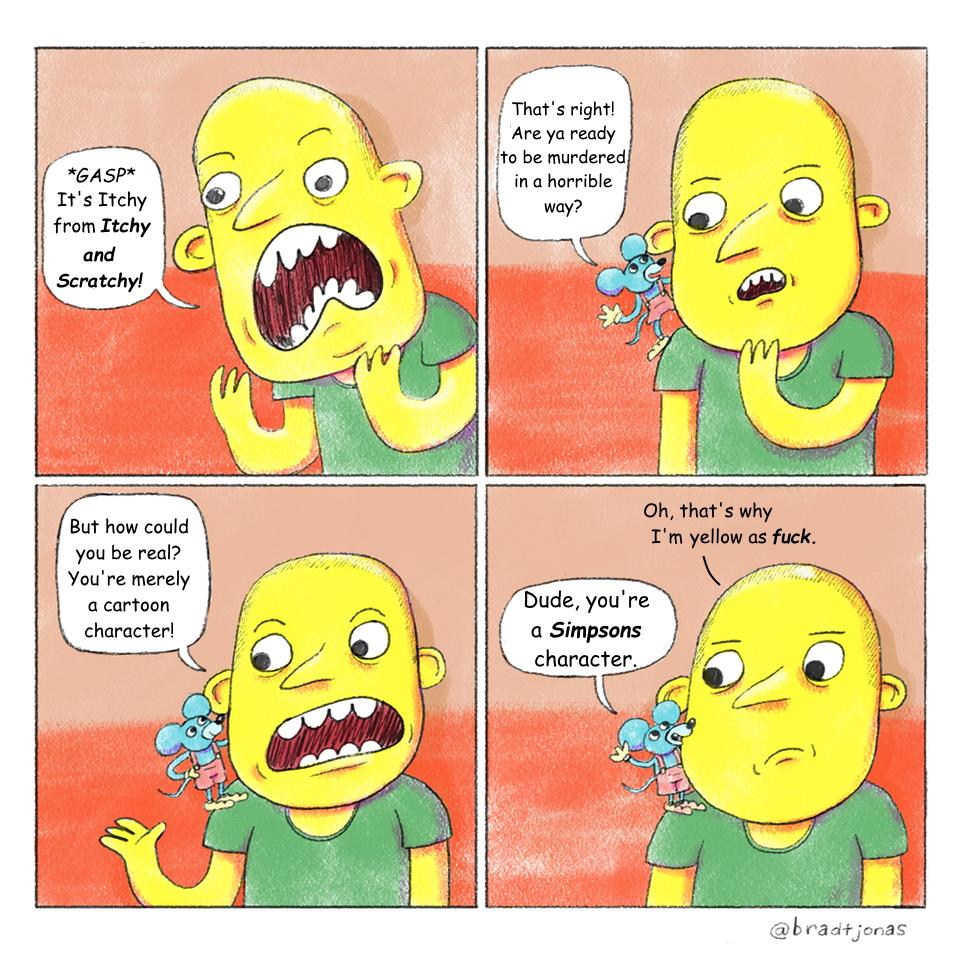 *GASP*
It's Itchy
from Itchy
and
Scratchy!
That's right!
Are ya ready
to be murdered
in a horrible
way?
But how could
you be real?
You're merely
a cartoon
character!
Oh, that's why
I'm yellow as fuck.
Dude, you're
a Simpsons
character.
@bradtjonas